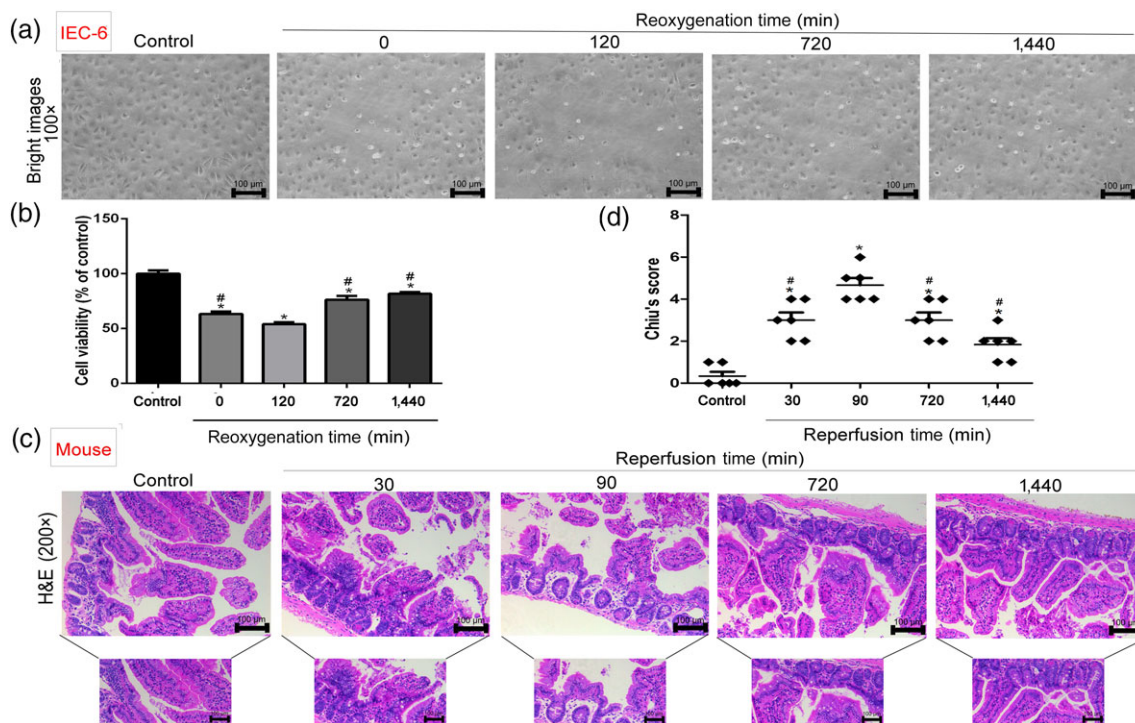 (a)
IEC-6
Control
Reoxygenation time (min)
0
120
720
1,440
Bright images
100×
100 µm
100 µm
100 µm
100 µm
100 µm
(b)
Cell viability (% of control)
150
100
50
0
#
*
*
#
*
#
*
Control
0
120
720
1,440
Reoxygenation time (min)
(d)
Chiu's score
8
6
4
2
0
#
*
*
#
*
#
*
Control
30
90
720
1,440
Reperfusion time (min)
(c)
Mouse
Control
Reperfusion time (min)
30
90
720
1,440
H&E (200×)
100 µm
100 µm
100 µm
100 µm
100 µm